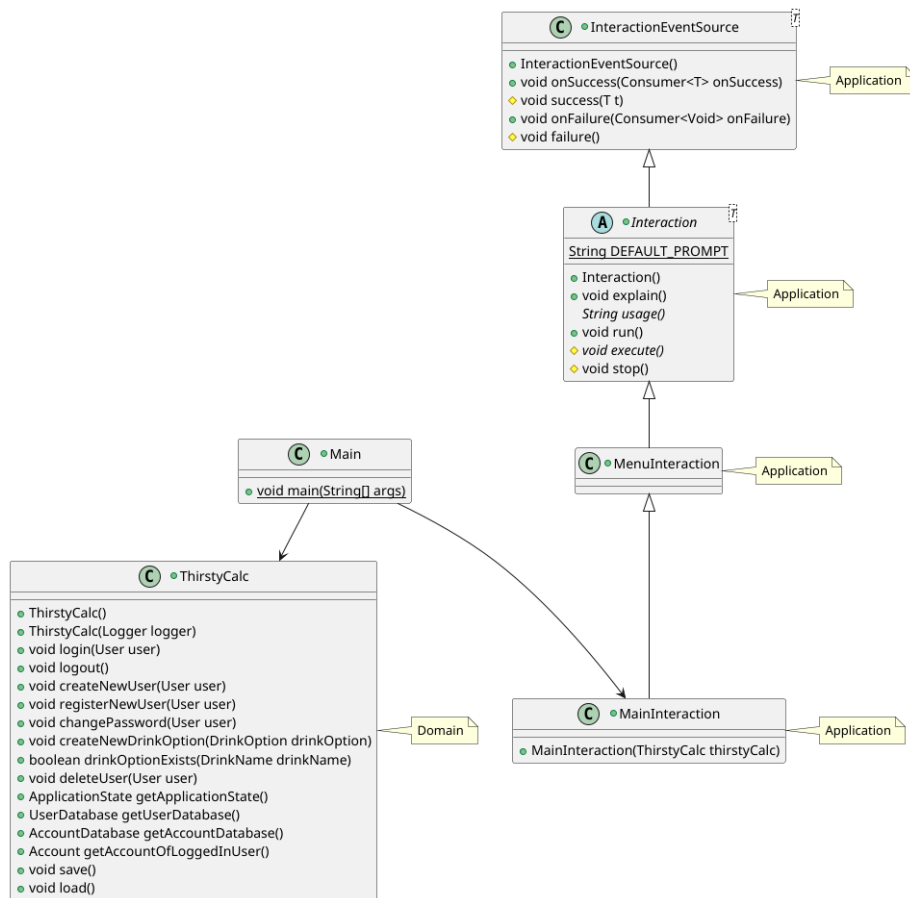 C InteractionEventSource
T
InteractionEventSource()
void onSuccess(Consumer<T> onSuccess)
void success(T t)
void onFailure(Consumer<Void> onFailure)
void failure()
Application
A Interaction
T
String DEFAULT_PROMPT
Interaction()
void explain()
String usage()
void run()
void execute()
void stop()
Application
C Main
void main(String[] args)
C MenuInteraction
Application
C ThirstyCalc
ThirstyCalc()
ThirstyCalc(Logger logger)
void login(User user)
void logout()
void createNewUser(User user)
void registerNewUser(User user)
void changePassword(User user)
void createNewDrinkOption(DrinkOption drinkOption)
boolean drinkOptionExists(DrinkName drinkName)
void deleteUser(User user)
ApplicationState getApplicationState()
UserDatabase getUserDatabase()
AccountDatabase getAccountDatabase()
Account getAccountOfLoggedInUser()
void save()
void load()
Domain
C MainInteraction
MainInteraction(ThirstyCalc thirstyCalc)
Application